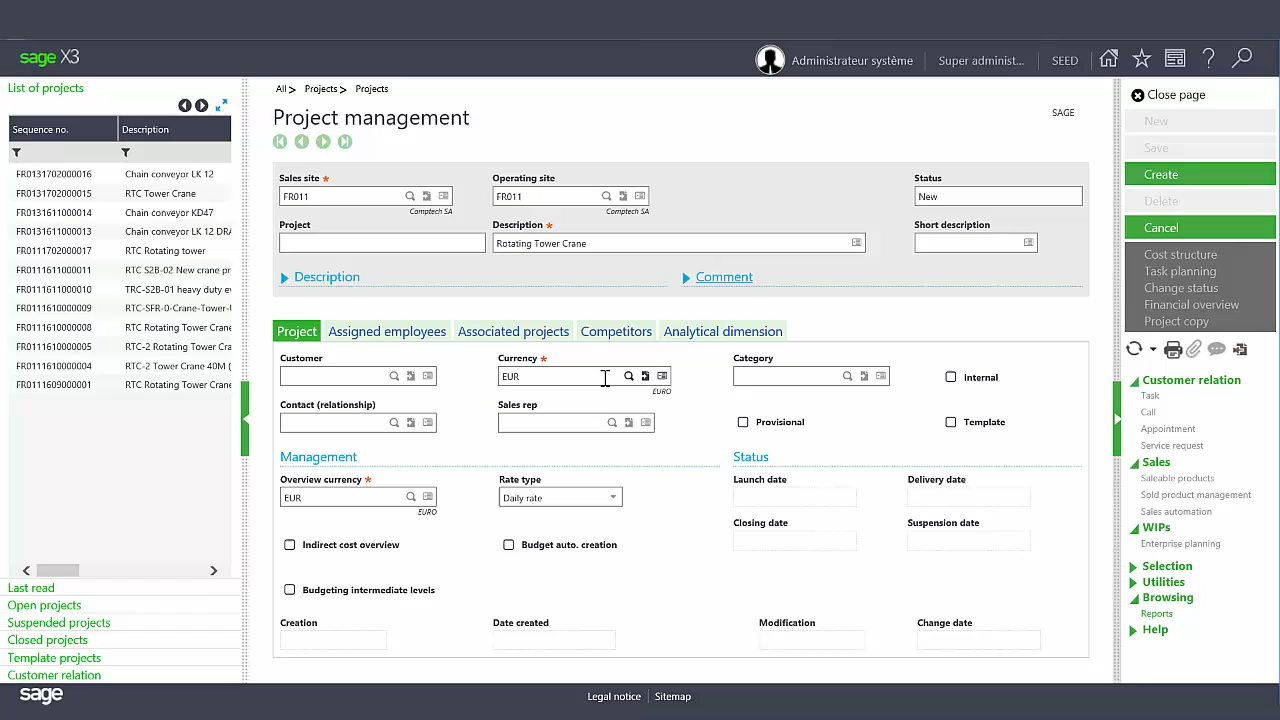 sage X3
Administrateur système
Super administ...
SEED
List of projects
Sequence no. Description
FR0131702000016 Chain conveyor LK 12
FR0131702000015 RTC Tower Crane
FR0131611000014 Chain conveyor KD47
FR0131611000013 Chain conveyor LK 12 DRA
FR0111702000017 RTC Rotating tower
FR0111611000011 RTC S2B-02 New crane-pr
FR0111611000010 TRC-S2B-01 heavy duty e
FR0111610000009 RTC-5TR-0-Crane-Tower-U
FR0111610000008 RTC Rotating Tower Crane
FR0111610000005 RTC-2 Rotating Tower Cr
FR0111610000004 RTC-2 Tower Crane 40M (
FR0111609000001 RTC Rotating Tower Crane
Last read
Open projects
Suspended projects
Closed projects
Template projects
Customer relation
All > Projects > Projects
Project management
SAGE
Sales site * Operating site Status
FR011 R011 New
Comptech SA Comptech SA
Project Description * Short description
Rotating Tower Crane
Description Comment
Project Assigned employees Associated projects Competitors Analytical dimension
Customer Currency * Category
EUR Internal
EURO
Contact (relationship) Sales rep
Provisional Template
Management Status
Overview currency * Rate type Launch date Delivery date
EUR Daily rate
EURO
Closing date Suspension date
Indirect cost overview Budget auto. creation
Budgeting intermediate levels
Creation Date created Modification Change date
Close page
New
Save
Create
Delete
Cancel
Cost structure
Task planning
Change status
Financial overview
Project copy
Customer relation
Task
Call
Appointment
Service request
Sales
Saleable products
Sold product management
Sales automation
WIPs
Enterprise planning
Selection
Utilities
Browsing
Reports
Help
sage
Legal notice | Sitemap